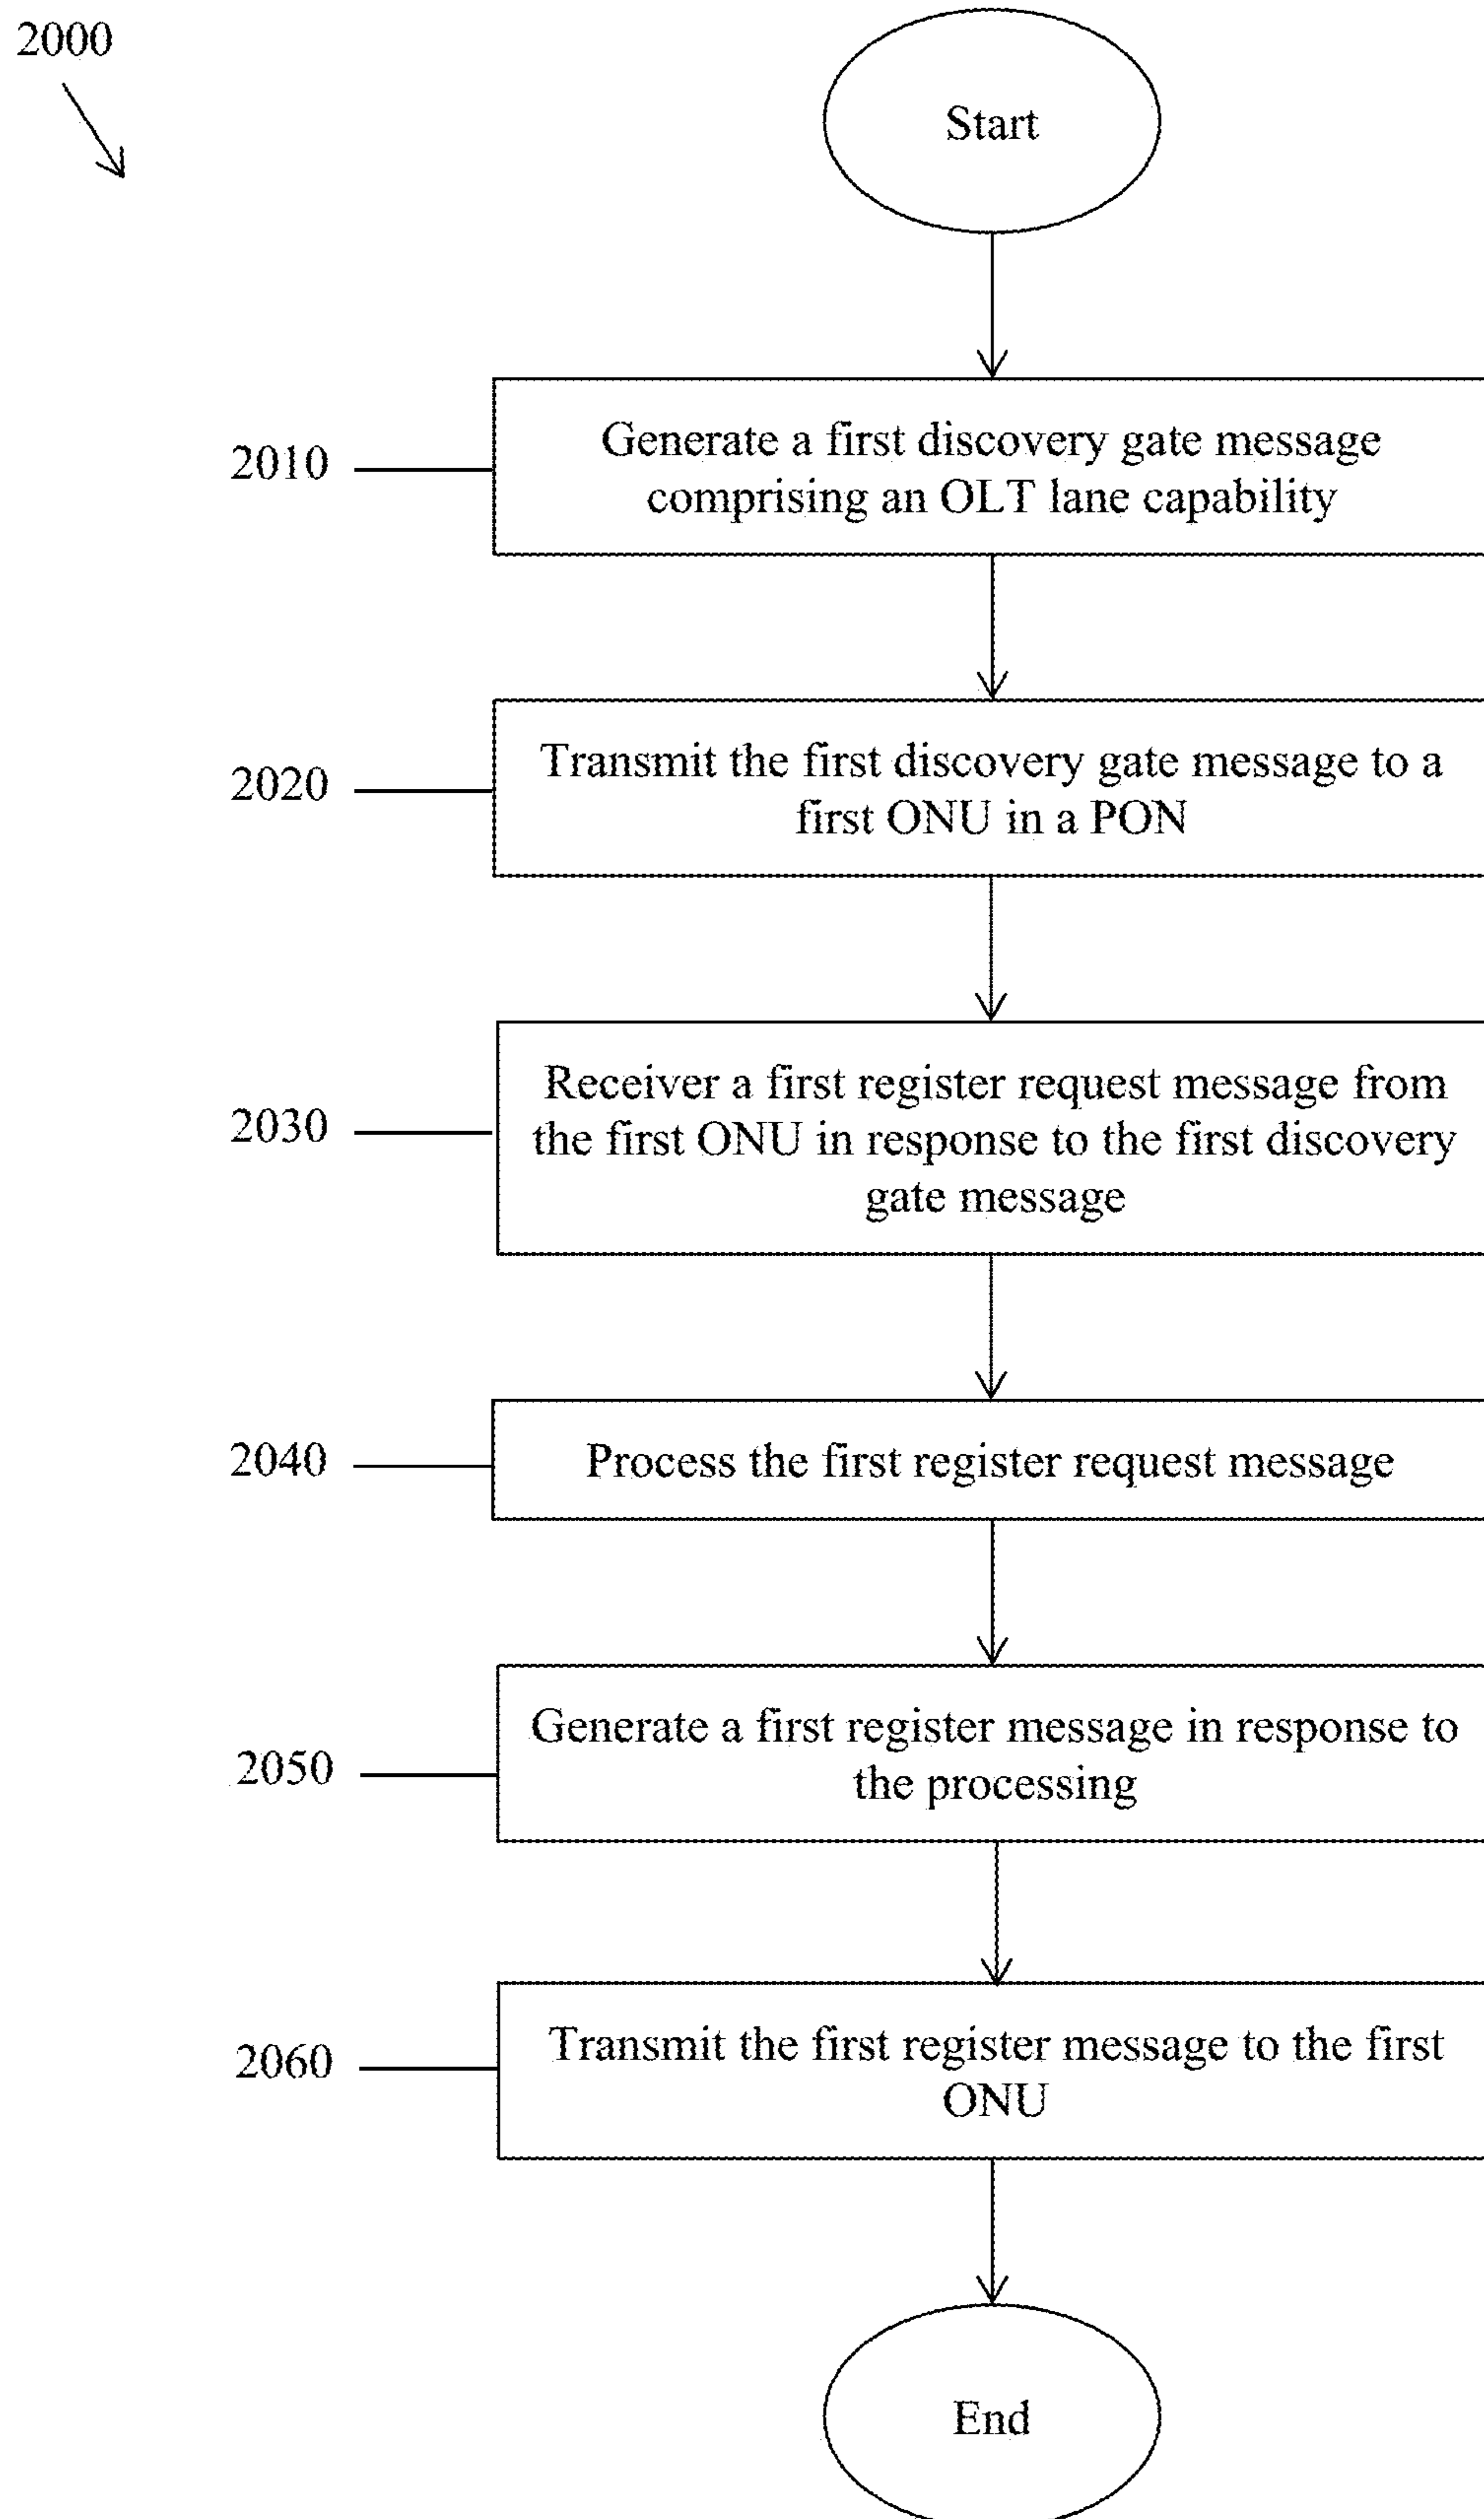 2000
Start
2010
Generate a first discovery gate message
comprising an OLT lane capability
2020
Transmit the first discovery gate message to a
first ONU in a PON
2030
Receiver a first register request message from
the first ONU in response to the first discovery
gate message
2040
Process the first register request message
2050
Generate a first register message in response to
the processing
2060
Transmit the first register message to the first
ONU
End